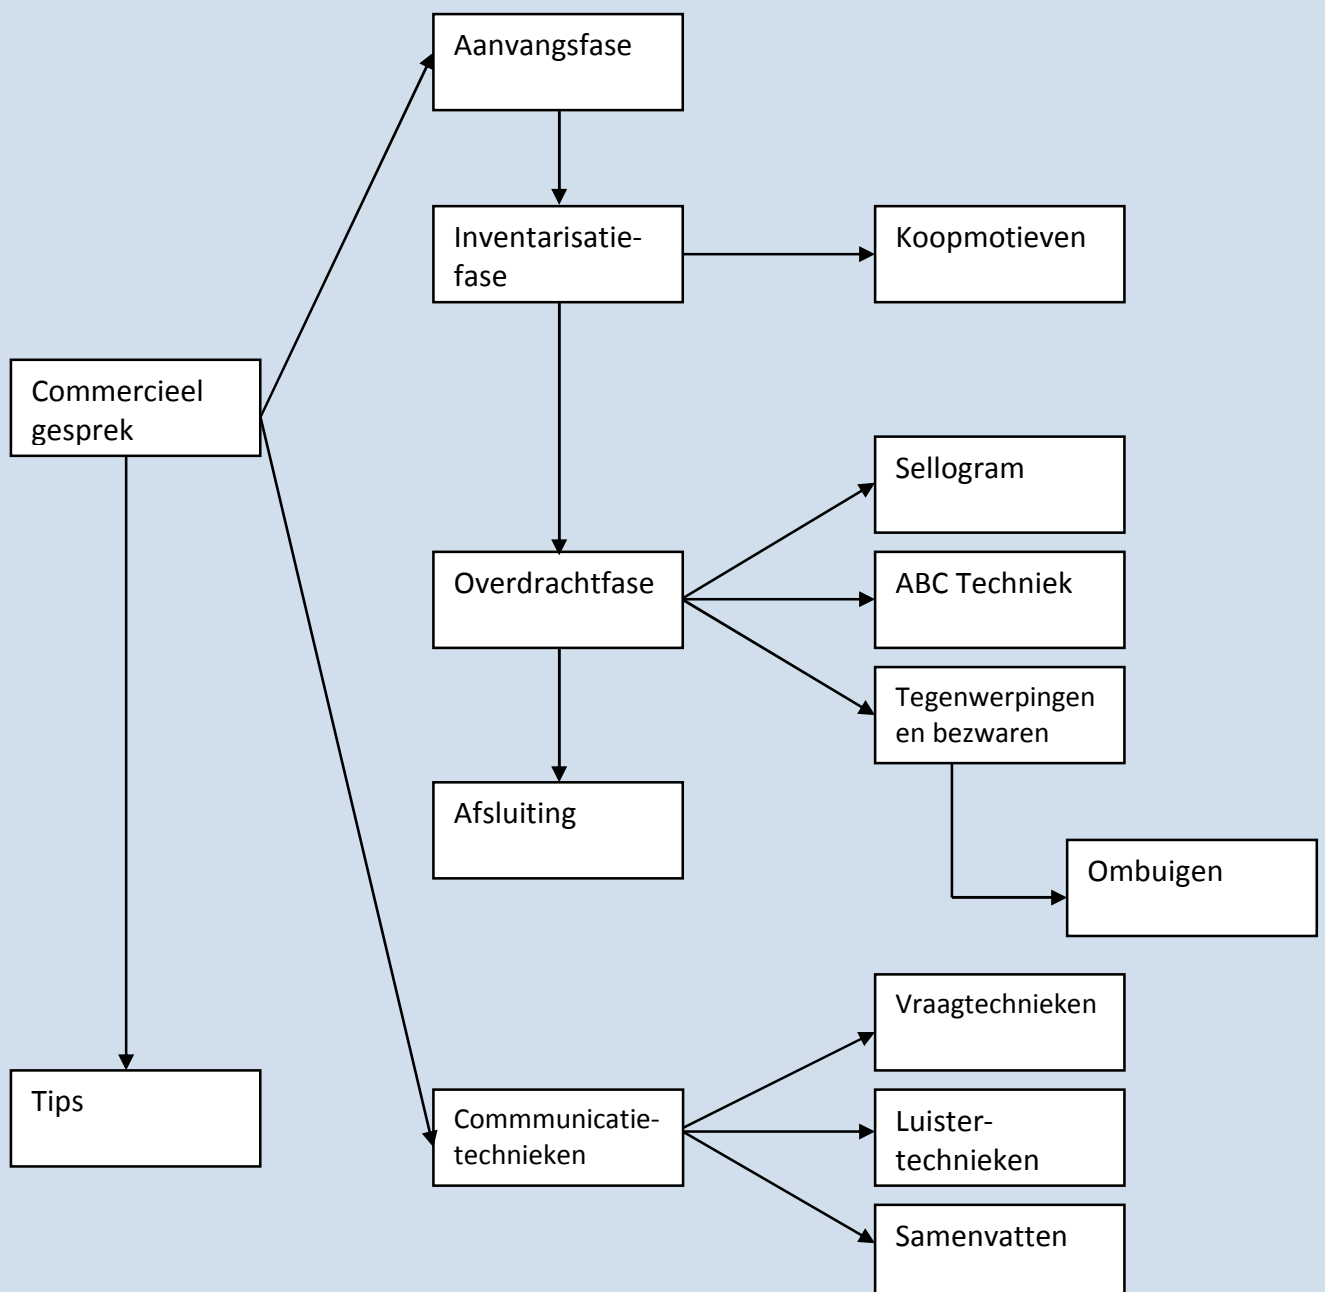 Aanvangsfase
Inventarisatie-
fase
Koopmotieven
Commercieel
gesprek
Sellogram
Overdrachtfase
ABC Techniek
Tegenwerpingen
en bezwaren
Afsluiting
Ombuigen
Vraagtechnieken
Tips
Commmunicatie-
technieken
Luister-
technieken
Samenvatten